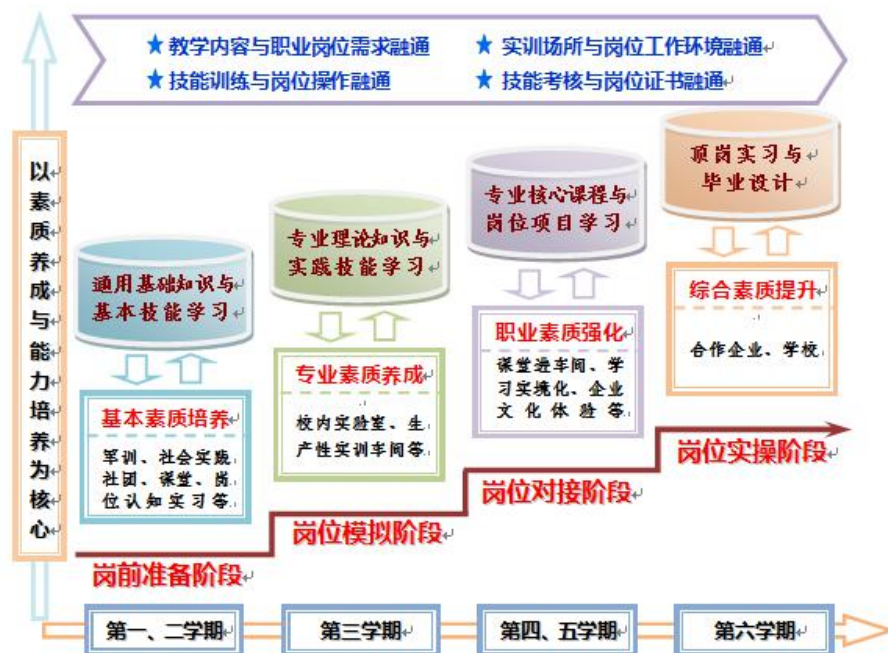 ★ 教学内容与职业岗位需求融通
★ 实训场所与岗位工作环境融通
★ 技能训练与岗位操作融通
★ 技能考核与岗位证书融通
以素质养成与能力培养为核心
通用基础知识与
基本技能学习
基本素质培养
军训、社会实践
社团、课堂、岗
位认知实习等
岗前准备阶段
第一、二学期
专业理论知识与
实践技能学习
专业素质养成
校内实验室、生
产性实训车间等
岗位模拟阶段
第三学期
专业核心课程与
岗位项目学习
职业素质强化
课堂进车间、学
习实境化、企业
文化体验等
岗位对接阶段
第四、五学期
顶岗实习与
毕业设计
综合素质提升
合作企业、学校
岗位实操阶段
第六学期